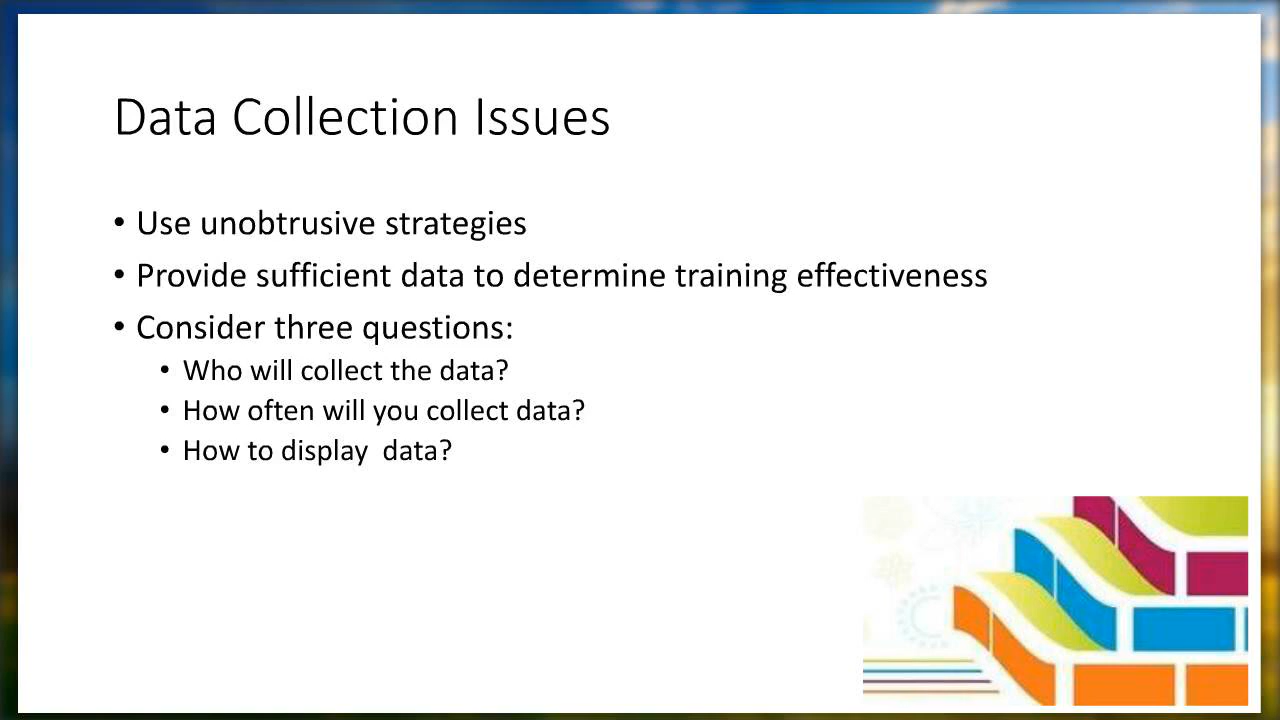 Data Collection Issues
• Use unobtrusive strategies
• Provide sufficient data to determine training effectiveness
• Consider three questions:
• Who will collect the data?
• How often will you collect data?
• How to display  data?